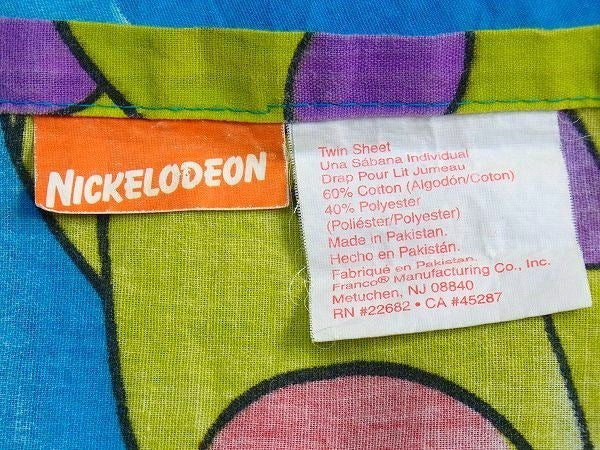 NICKELODEON®
Twin Sheet
Una Sábana Individual
Drap Pour Lit Jumeau
60% Cotton (Algodón/Coton)
40% Polyester
(Poliéster/Polyester)
Made in Pakistan.
Hecho en Pakistán.
Fabriqué en Pakistan.
Franco® Manufacturing Co., Inc.
Metuchen, NJ 08840
RN #22682 • CA #45287